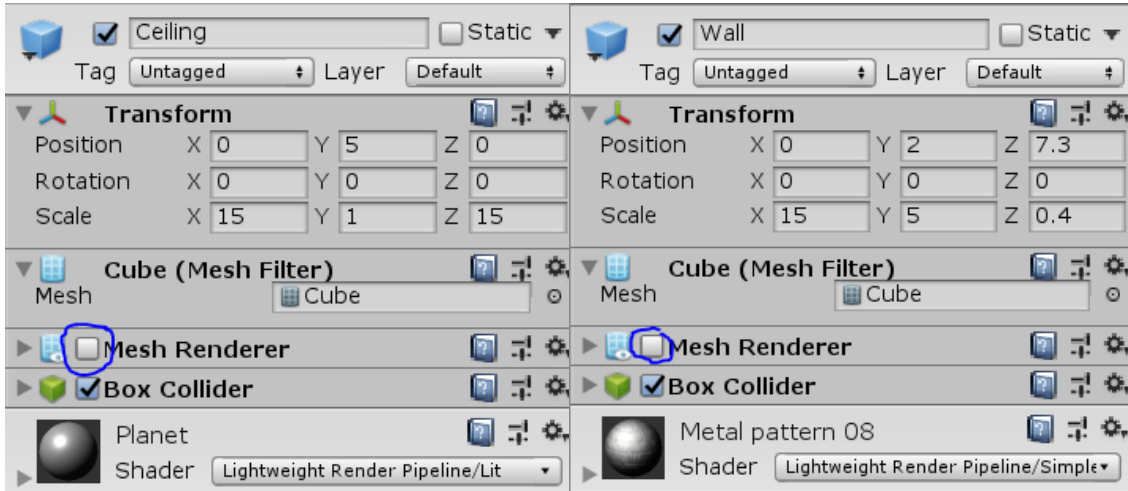 Ceiling Static
Tag Untagged Layer Default
Transform
Position X 0 Y 5 Z 0
Rotation X 0 Y 0 Z 0
Scale X 15 Y 1 Z 15
Cube (Mesh Filter)
Mesh Cube
Mesh Renderer
Box Collider
Planet
Shader Lightweight Render Pipeline/Lit
Wall Static
Tag Untagged Layer Default
Transform
Position X 0 Y 2 Z 7.3
Rotation X 0 Y 0 Z 0
Scale X 15 Y 5 Z 0.4
Cube (Mesh Filter)
Mesh Cube
Mesh Renderer
Box Collider
Metal pattern 08
Shader Lightweight Render Pipeline/Simple